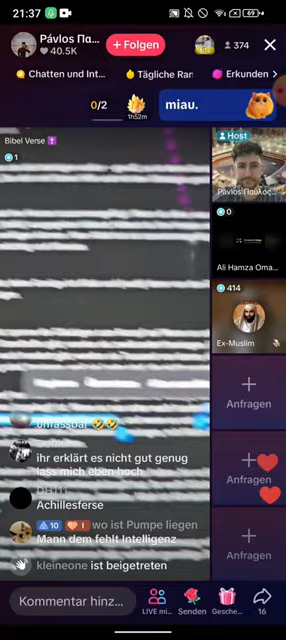 21:37
69
Pávlos Πα...
40.5K
+ Folgen
374
Chatten und Int...
Tägliche Ran
Erkunden >
0/2
1h52m
miau.
Bibel Verse
1
Host
Pávlos Παύλος...
0
Ali Hamza Oma...
414
Ex-Muslim
Anfragen
Anfragen
Anfragen
unfassbar 🤣🤣
ihr erklärt es nicht gut genug
lass mich eben hoch
Achillesferse
10
I
wo ist Pumpe liegen
Mann dem fehlt Intelligenz
kleineone ist beigetreten
Kommentar hinz...
LIVE mi...
Senden
Gesche...
16